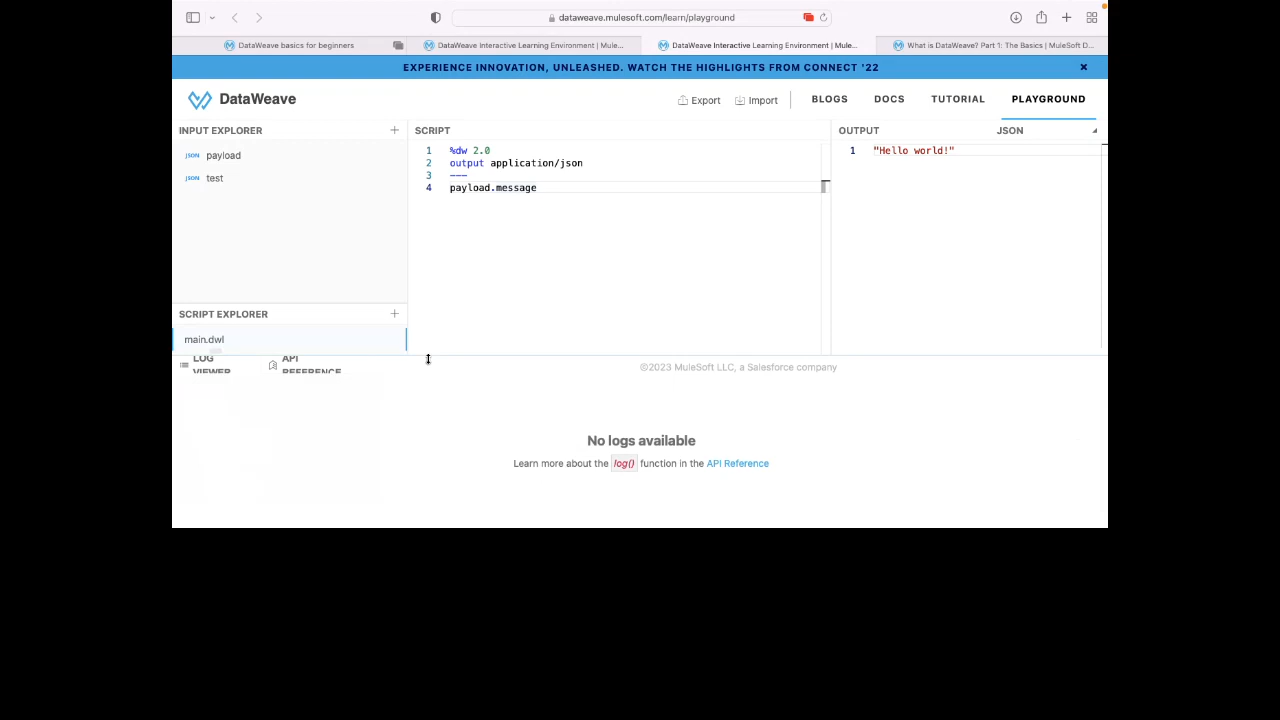 dataweave.mulesoft.com/learn/playground
DataWeave basics for beginners
DataWeave Interactive Learning Environment | Mule...
DataWeave Interactive Learning Environment | Mule...
What is DataWeave? Part 1: The Basics | MuleSoft D...
EXPERIENCE INNOVATION, UNLEASHED. WATCH THE HIGHLIGHTS FROM CONNECT '22
DataWeave
Export
Import
BLOGS
DOCS
TUTORIAL
PLAYGROUND
INPUT EXPLORER
JSON payload
JSON test
SCRIPT EXPLORER
main.dwl
SCRIPT
1 %dw 2.0
2 output application/json
3 ---
4 payload.message
OUTPUT
JSON
1 "Hello world!"
LOG VIEWER
API REFERENCE
©2023 MuleSoft LLC, a Salesforce company
No logs available
Learn more about the log() function in the API Reference